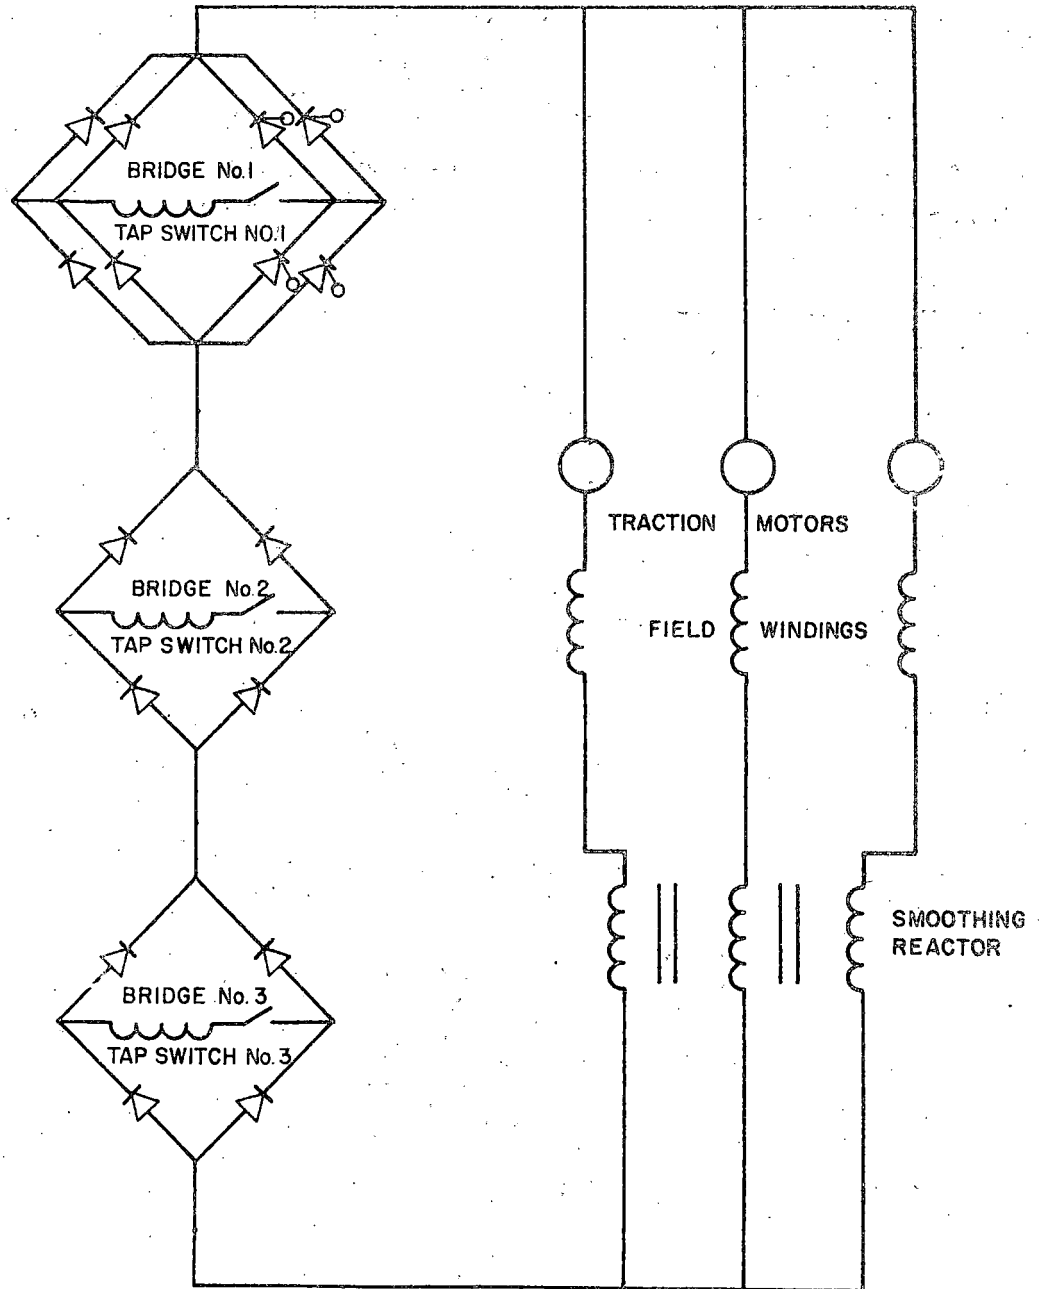 BRIDGE No.1
TAP SWITCH NO.1
TRACTION MOTORS
BRIDGE No.2
TAP SWITCH No.2
FIELD WINDINGS
SMOOTHING
REACTOR
BRIDGE No. 3
TAP SWITCH No. 3